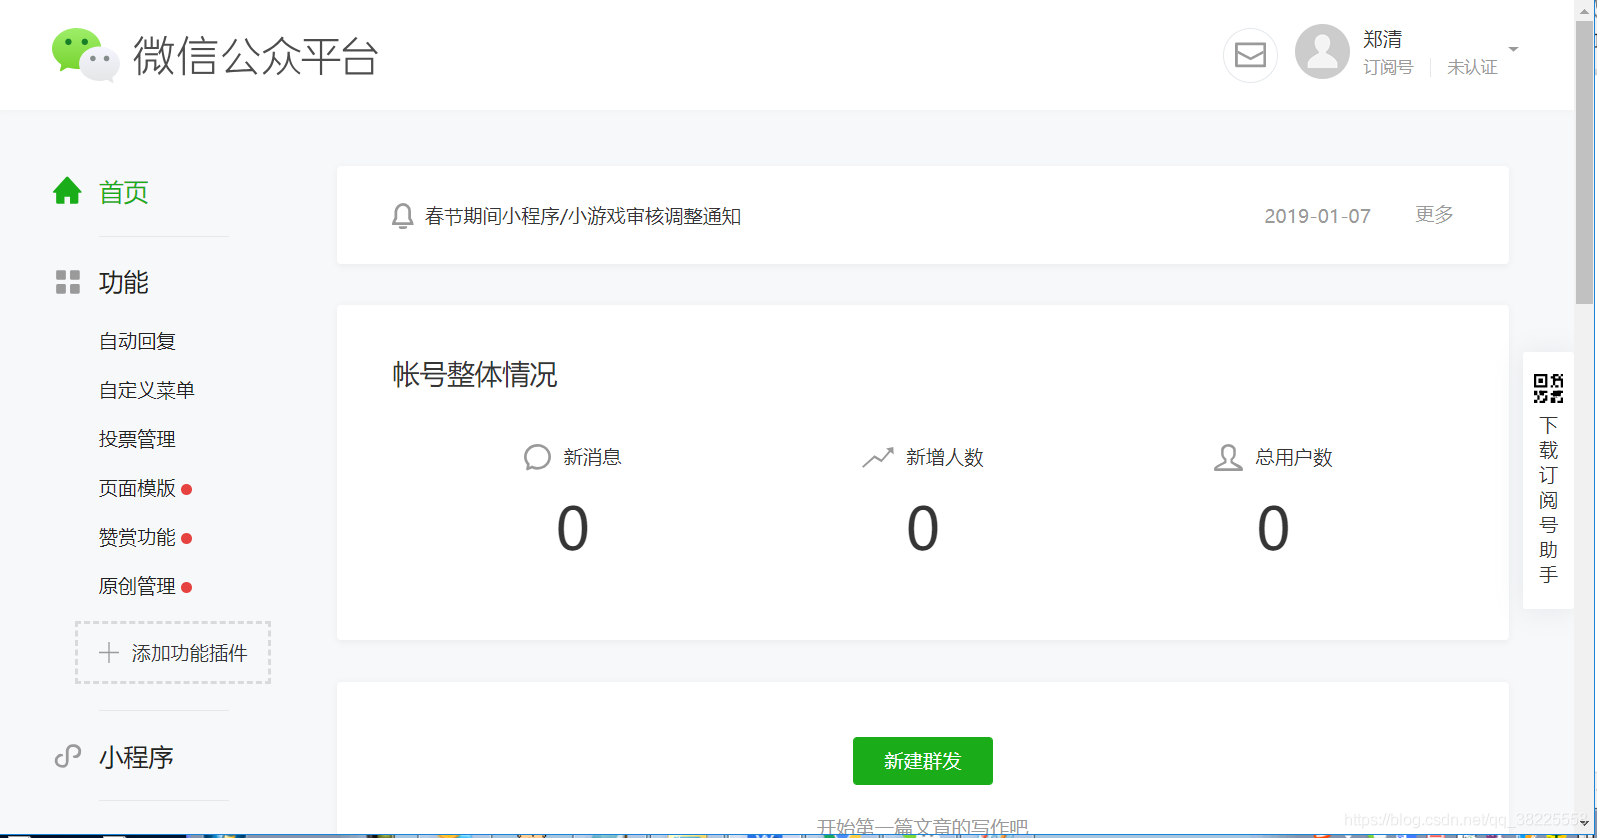 微信公众平台
郑清
订阅号 未认证
首页
功能
自动回复
自定义菜单
投票管理
页面模版
赞赏功能
原创管理
添加功能插件
小程序
春节期间小程序/小游戏审核调整通知 2019-01-07 更多
帐号整体情况
新消息 新增人数 总用户数
0 0 0
新建群发
开始第一篇文章的写作吧
下
载
订
阅
号
助
手